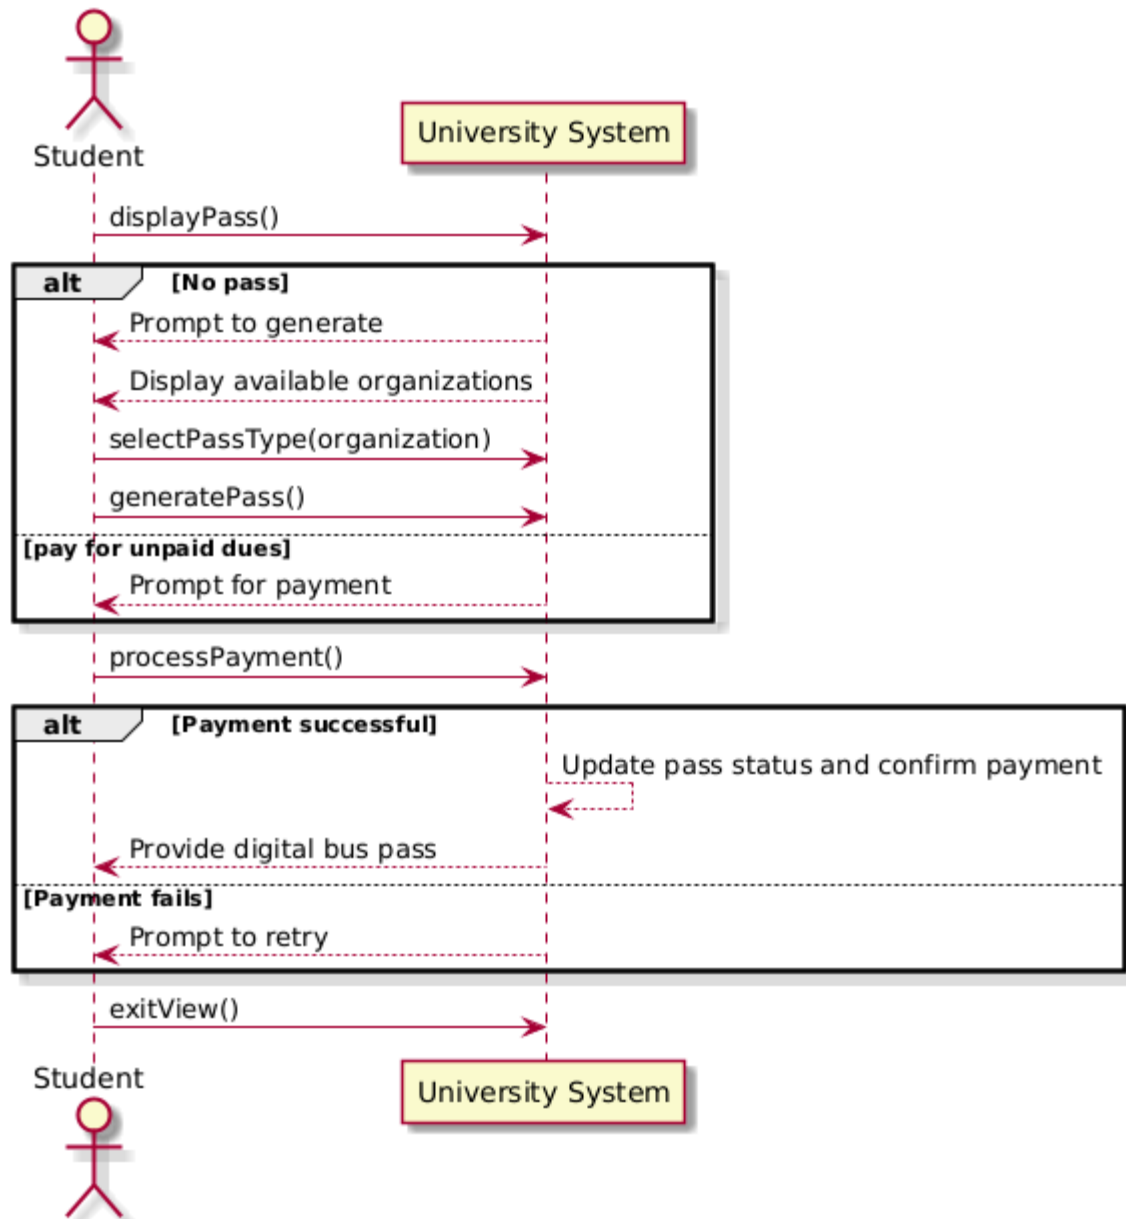 Student
University System
displayPass()
alt [No pass]
Prompt to generate
Display available organizations
selectPassType(organization)
generatePass()
[pay for unpaid dues]
Prompt for payment
processPayment()
alt [Payment successful]
Update pass status and confirm payment
Provide digital bus pass
[Payment fails]
Prompt to retry
exitView()
Student
University System